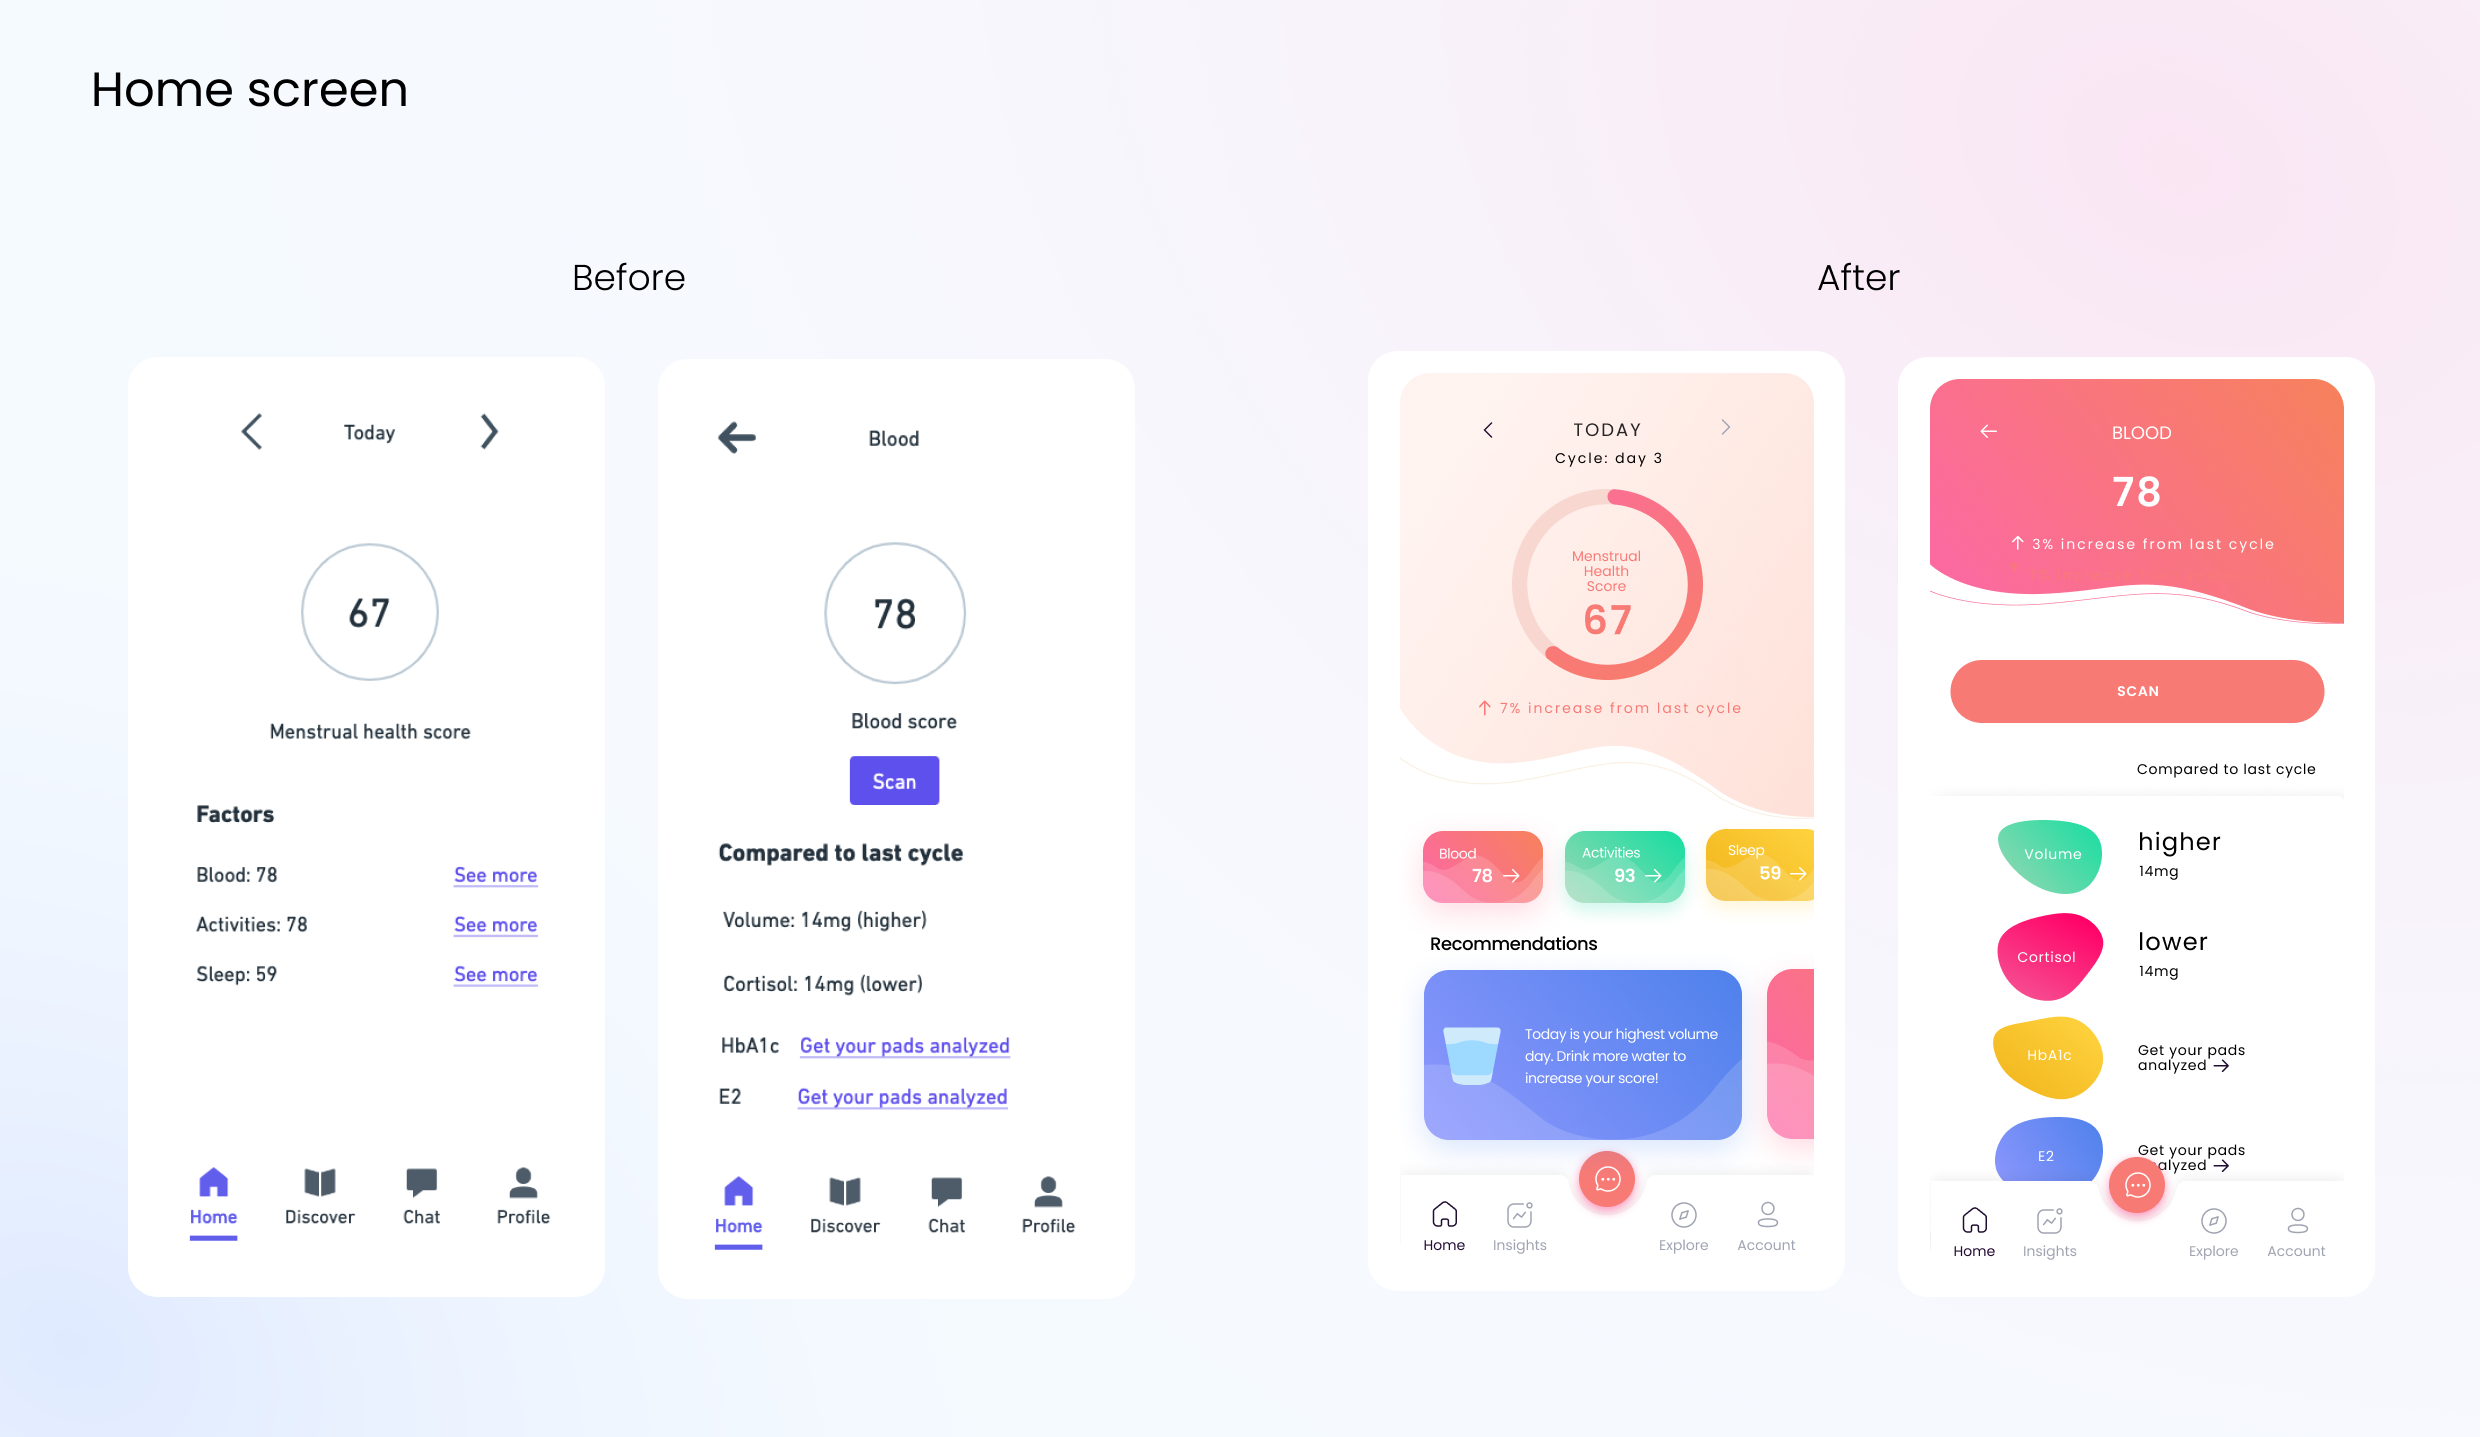 Home screen
Before
After
Today
67
Menstrual health score
Factors
Blood: 78 See more
Activities: 78 See more
Sleep: 59 See more
Home Discover Chat Profile
Blood
78
Blood score
Scan
Compared to last cycle
Volume: 14mg (higher)
Cortisol: 14mg (lower)
HbA1c Get your pads analyzed
E2 Get your pads analyzed
Home Discover Chat Profile
TODAY
Cycle: day 3
Menstrual
Health
Score
67
↑ 7% increase from last cycle
Blood
78 →
Activities
93 →
Sleep
59 →
Recommendations
Today is your highest volume
day. Drink more water to
increase your score!
Home Insights Explore Account
BLOOD
78
↑ 3% increase from last cycle
SCAN
Compared to last cycle
Volume
higher
14mg
Cortisol
lower
14mg
HbA1c
Get your pads
analyzed →
E2
Get your pads
alyzed →
Home Insights Explore Account